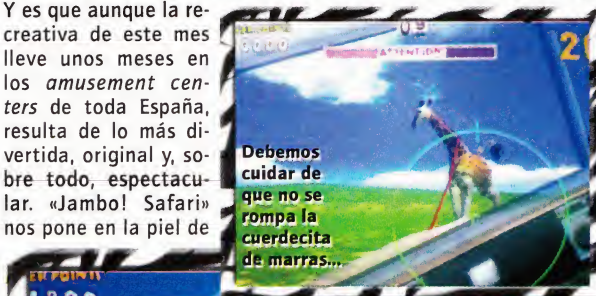 Y es que aunque la re-
creativa de este mes
lleve unos meses en
los amusement cen-
ters de toda España,
resulta de lo más di-
vertida, original y, so-
bre todo, espectacu-
lar. «Jambo! Safari»
nos pone en la piel de
0000
ATTENTION
Debemos
cuidar de
que no se
rompa la
cuerdecita
de marras...